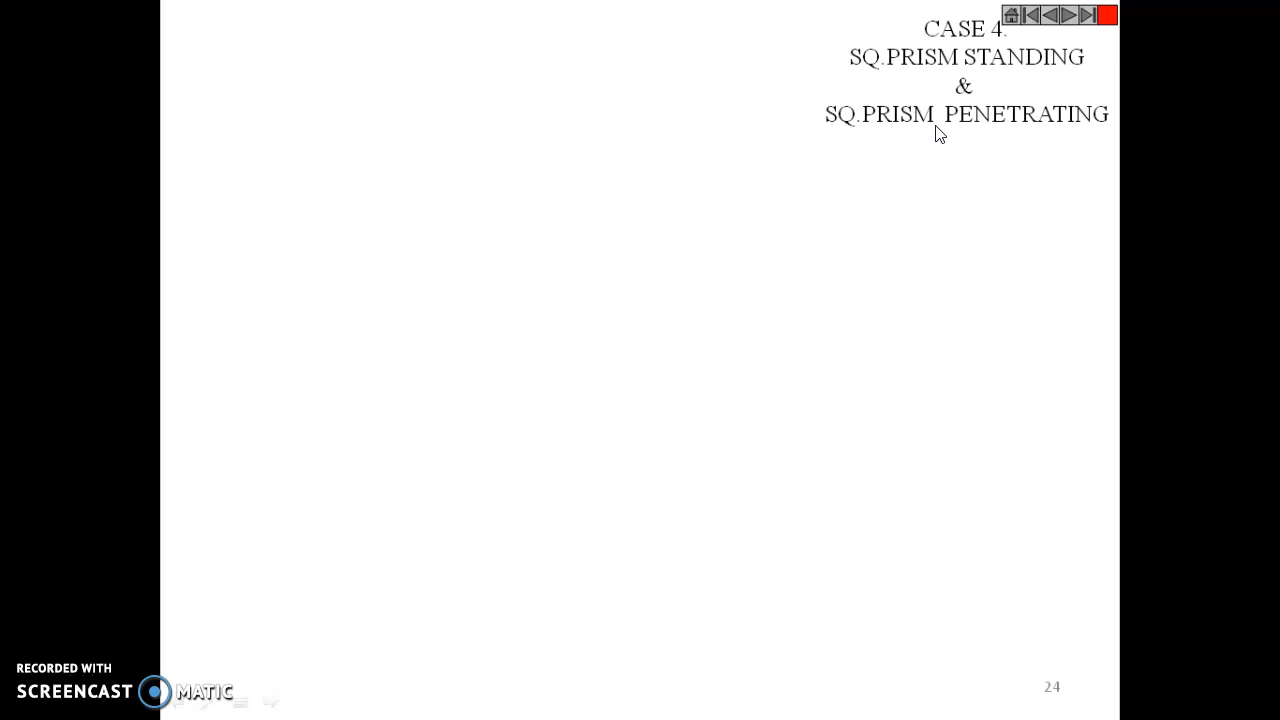 CASE 4.
SQ.PRISM STANDING
&
SQ.PRISM PENETRATING
RECORDED WITH
SCREENCAST MATIC
24